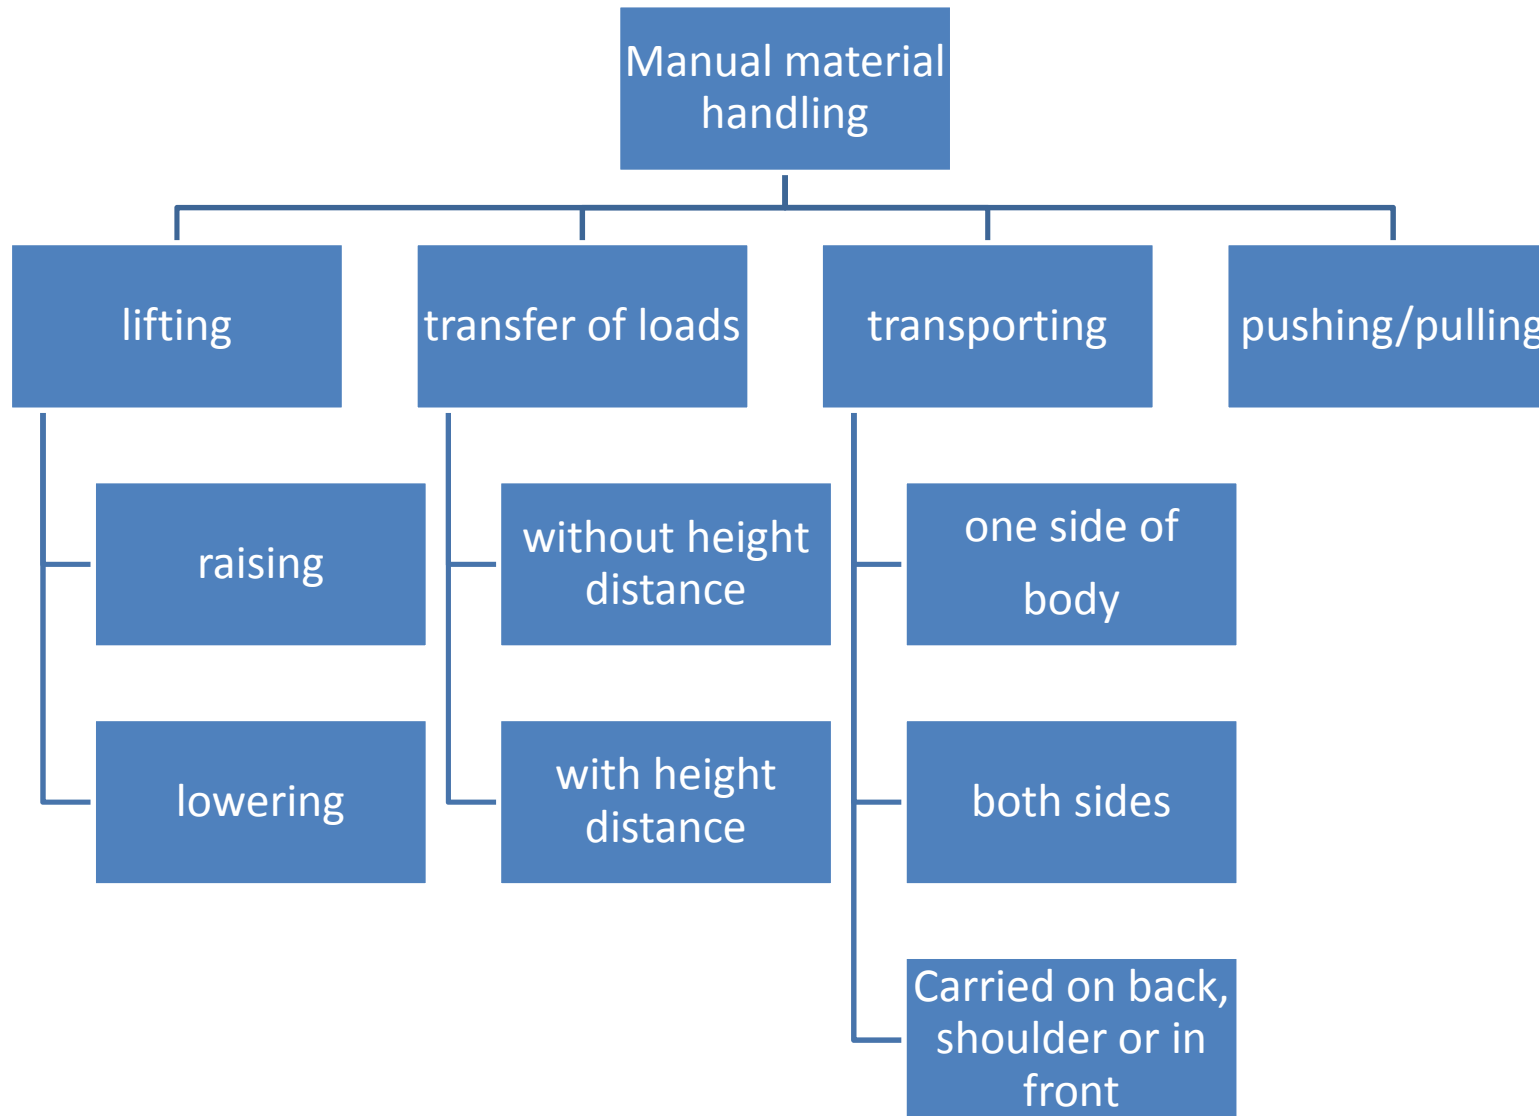 Manual material
handling
lifting
transfer of loads
transporting
pushing/pulling
raising
without height
distance
one side of
body
lowering
with height
distance
both sides
Carried on back,
shoulder or in
front